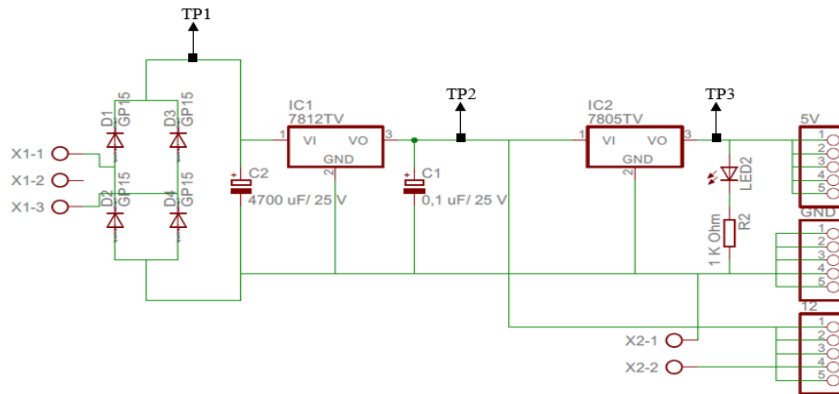 TP1
TP2
TP3
D1
GP15
D3
GP15
X1-1
X1-2
X1-3
D2
GP15
D4
GP15
C2
4700 uF/ 25 V
IC1
7812TV
1
VI
VO
3
GND
2
C1
0,1 uF/ 25 V
IC2
7805TV
1
VI
VO
3
GND
2
LED2
R2
1 K Ohm
5V
1
2
3
4
5
GND
1
2
3
4
5
12
1
2
3
4
5
X2-1
X2-2